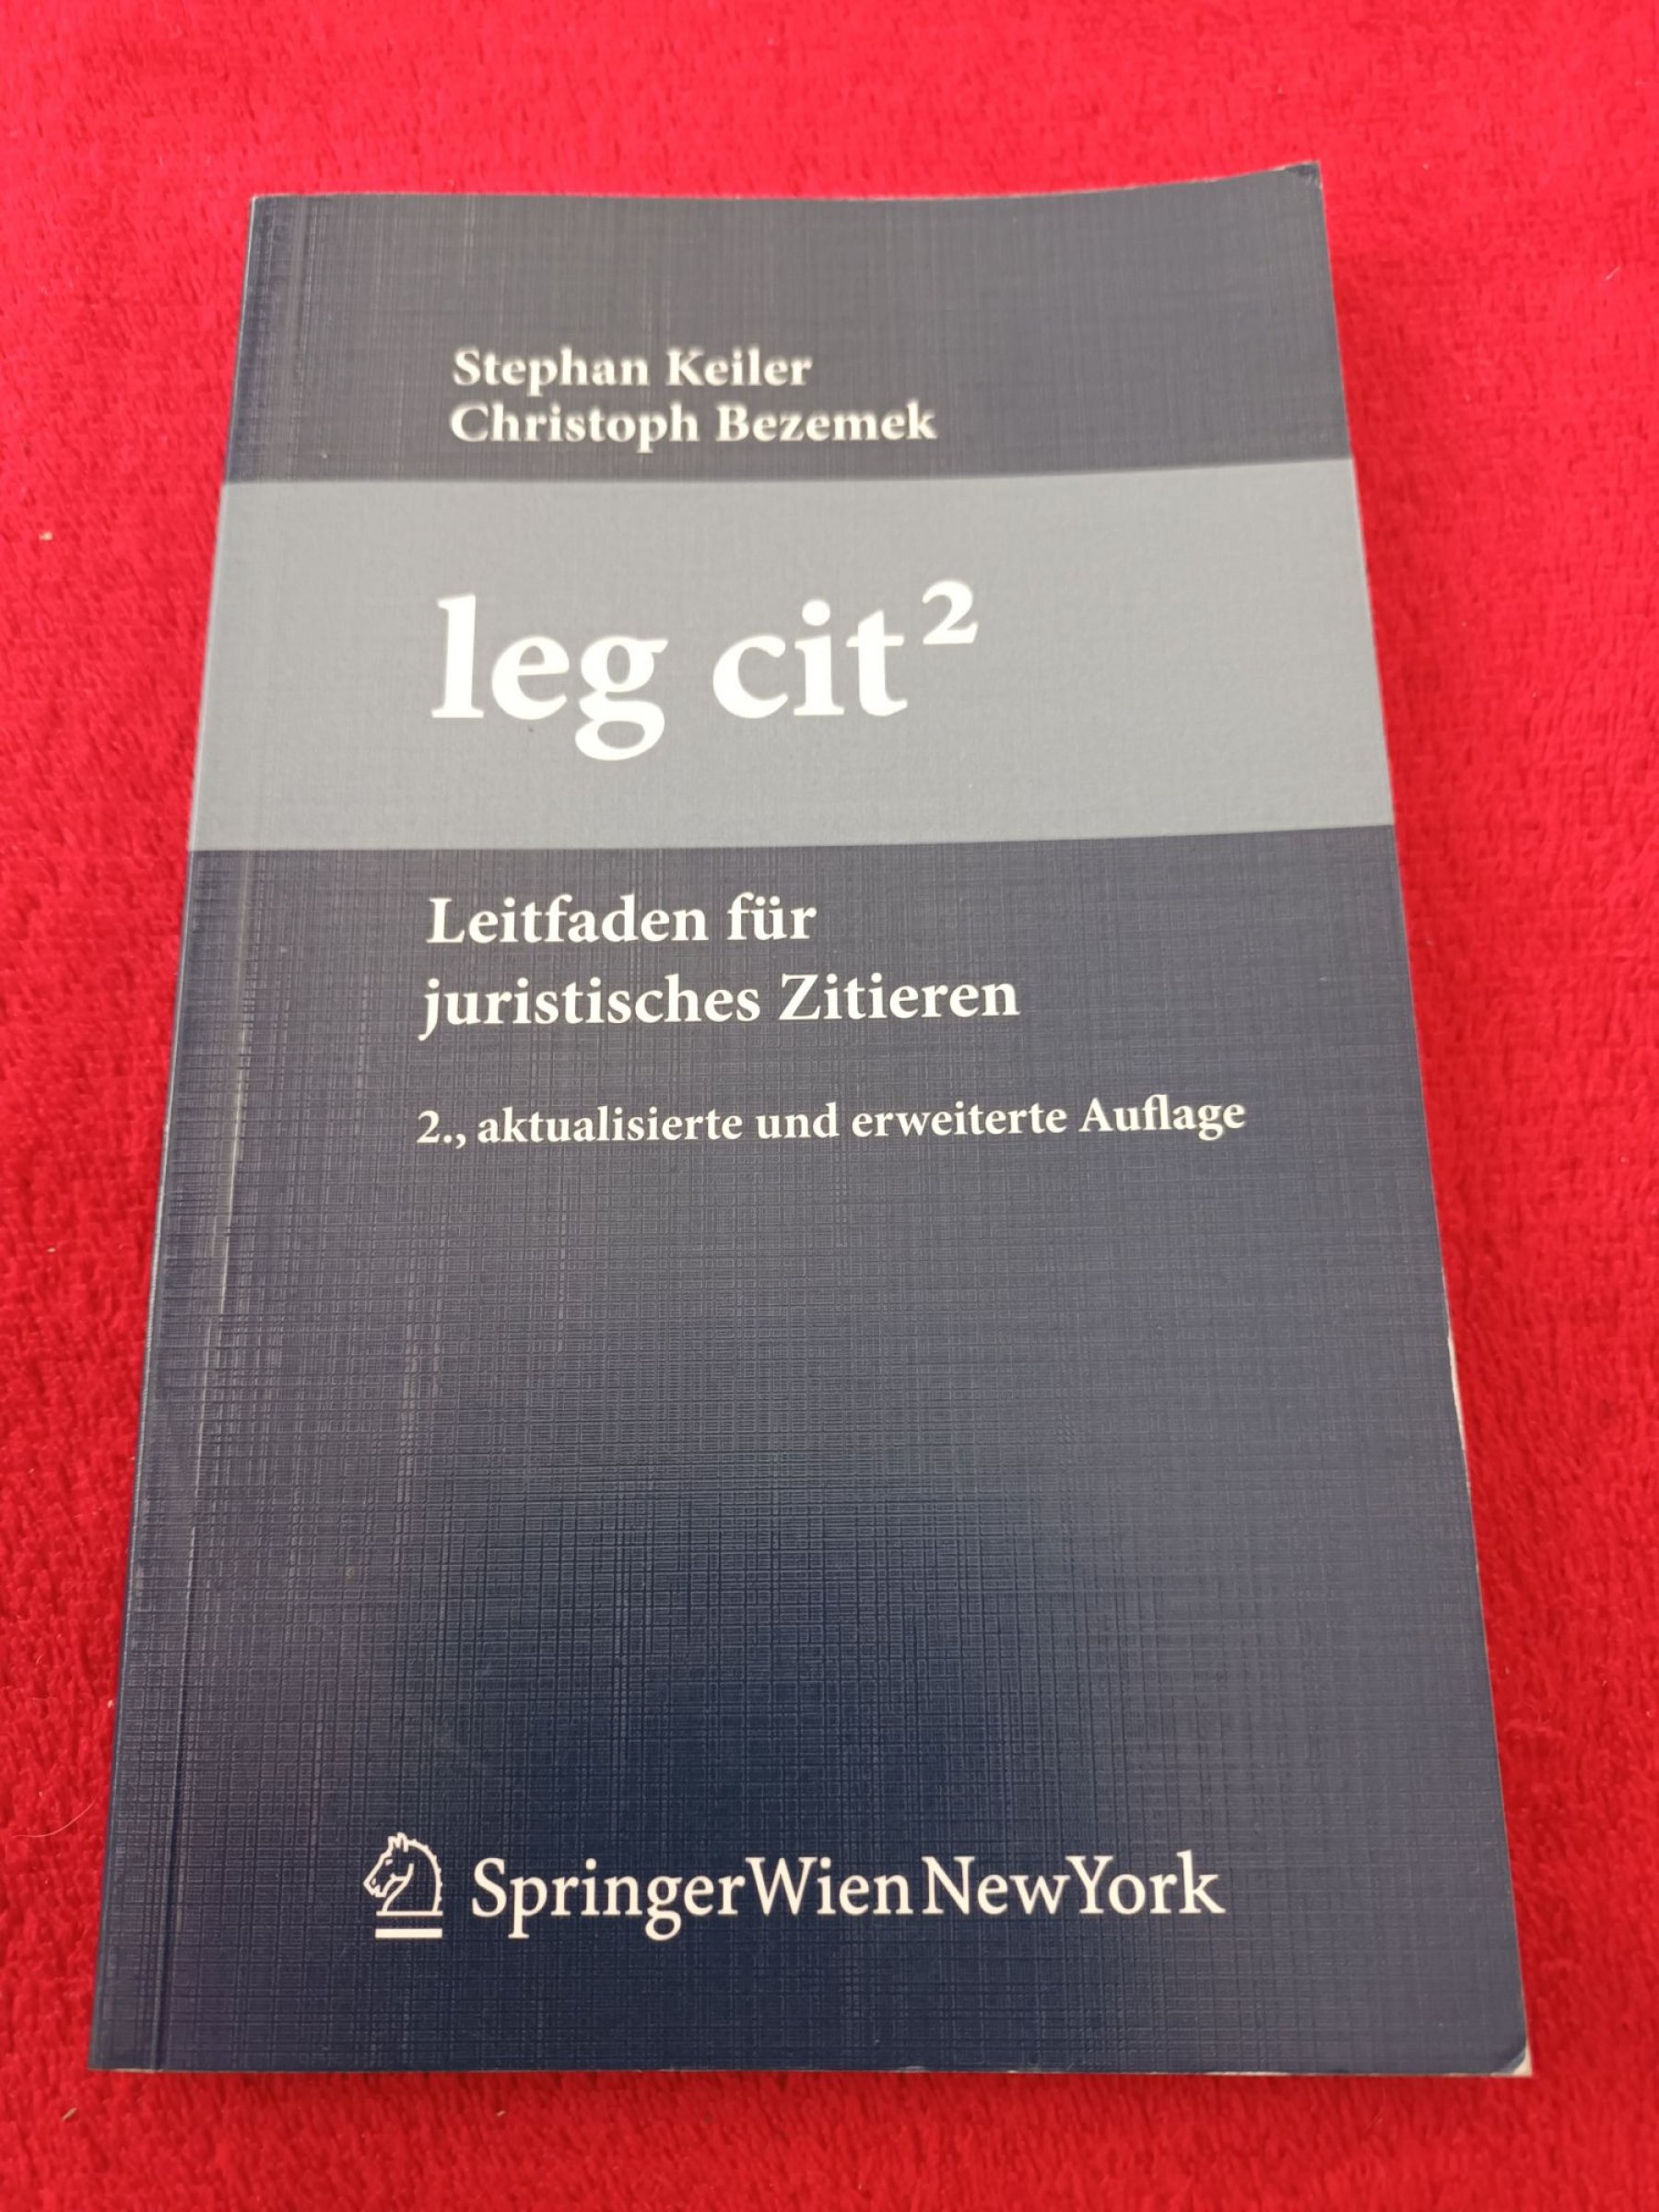 Stephan Keiler
Christoph Bezemek
leg cit²
Leitfaden für
juristisches Zitieren
2., aktualisierte und erweiterte Auflage
SpringerWienNewYork